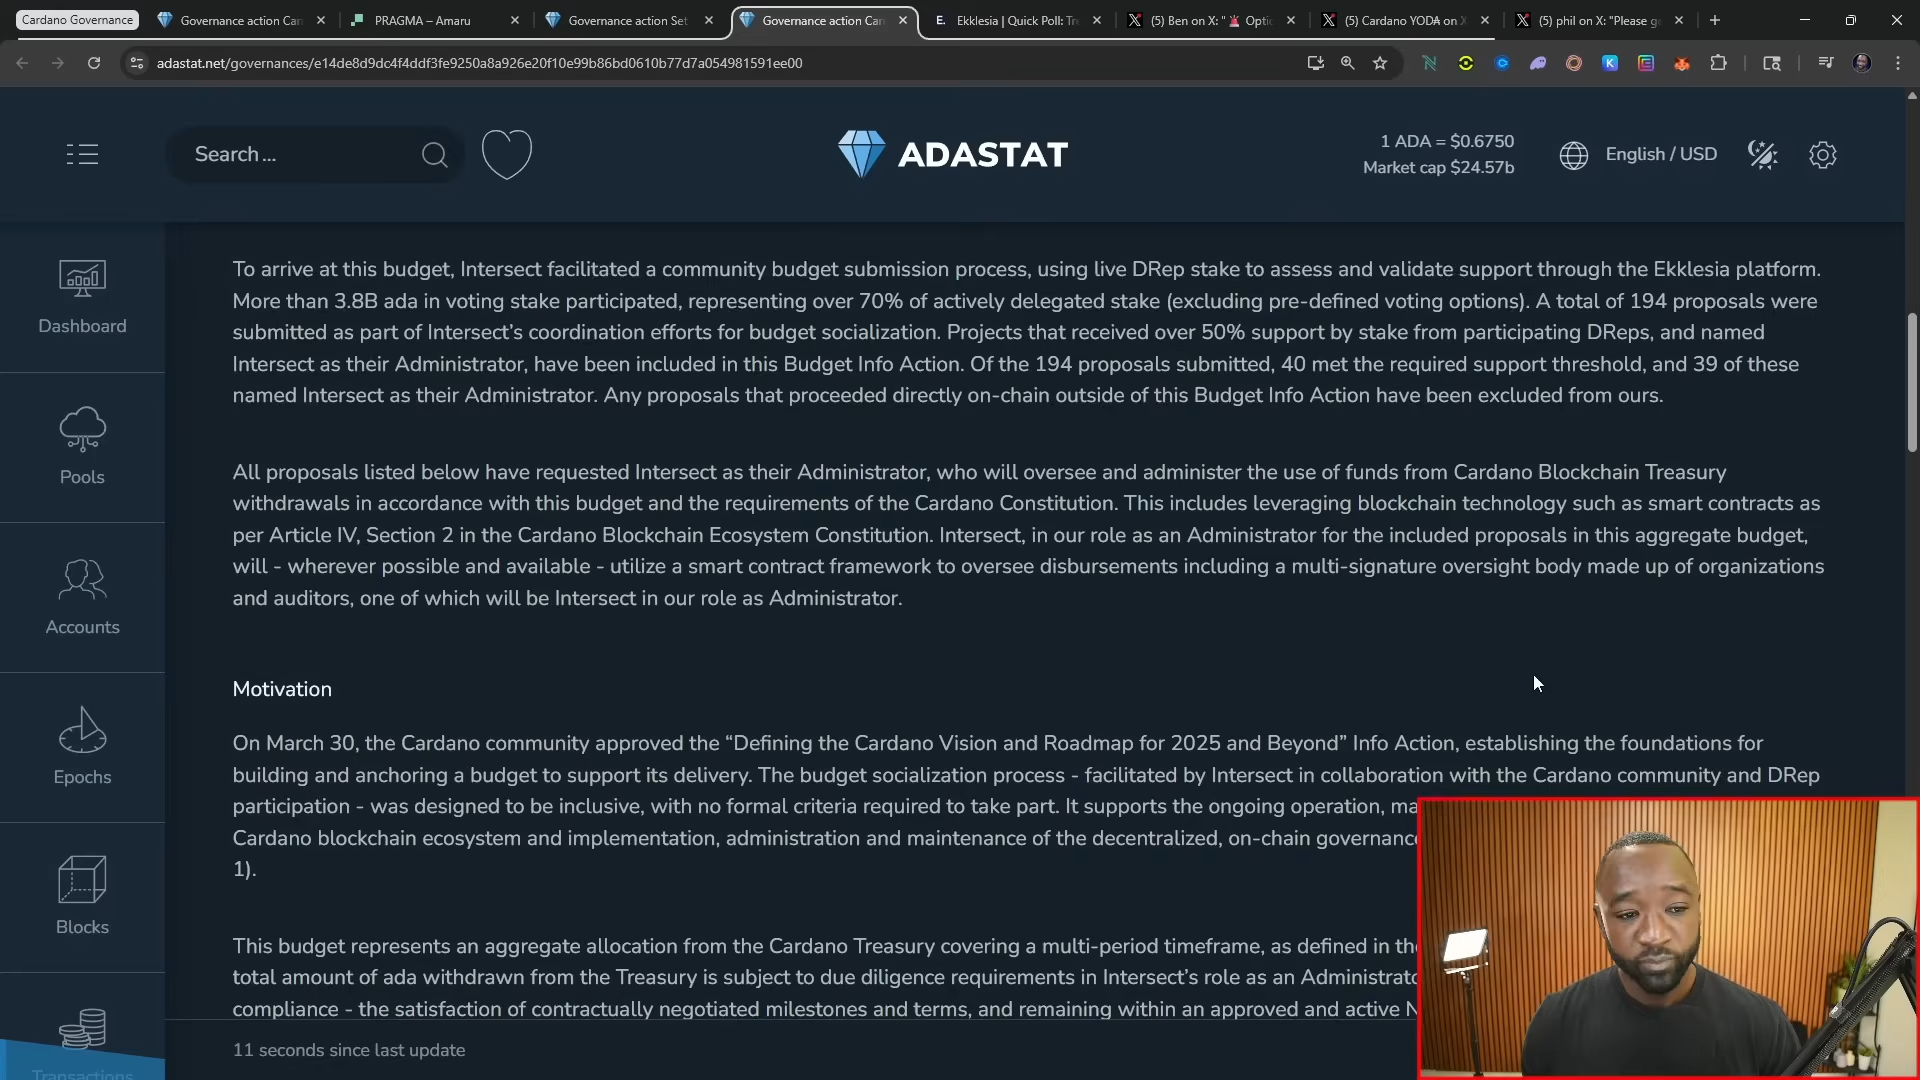 Cardano Governance
Governance action Car
PRAGMA – Amaru
Governance action Set
Governance action Car
Ekklesia | Quick Poll: Tre
(5) Ben on X: "🚨 Optio
(5) Cardano YODA on X
(5) phil on X: "Please go
adastat.net/governances/e14de8d9dc4f4ddf3fe9250a8a926e20f10e99b86bd0610b77d7a054981591ee00
Search ...
ADASTAT
1 ADA = $0.6750
Market cap $24.57b
English / USD
Dashboard
Pools
Accounts
Epochs
Blocks
Transactions
To arrive at this budget, Intersect facilitated a community budget submission process, using live DRep stake to assess and validate support through the Ekklesia platform.
More than 3.8B ada in voting stake participated, representing over 70% of actively delegated stake (excluding pre-defined voting options). A total of 194 proposals were
submitted as part of Intersect's coordination efforts for budget socialization. Projects that received over 50% support by stake from participating DReps, and named
Intersect as their Administrator, have been included in this Budget Info Action. Of the 194 proposals submitted, 40 met the required support threshold, and 39 of these
named Intersect as their Administrator. Any proposals that proceeded directly on-chain outside of this Budget Info Action have been excluded from ours.
All proposals listed below have requested Intersect as their Administrator, who will oversee and administer the use of funds from Cardano Blockchain Treasury
withdrawals in accordance with this budget and the requirements of the Cardano Constitution. This includes leveraging blockchain technology such as smart contracts as
per Article IV, Section 2 in the Cardano Blockchain Ecosystem Constitution. Intersect, in our role as an Administrator for the included proposals in this aggregate budget,
will - wherever possible and available - utilize a smart contract framework to oversee disbursements including a multi-signature oversight body made up of organizations
and auditors, one of which will be Intersect in our role as Administrator.
Motivation
On March 30, the Cardano community approved the “Defining the Cardano Vision and Roadmap for 2025 and Beyond” Info Action, establishing the foundations for
building and anchoring a budget to support its delivery. The budget socialization process - facilitated by Intersect in collaboration with the Cardano community and DRep
participation - was designed to be inclusive, with no formal criteria required to take part. It supports the ongoing operation, ma
Cardano blockchain ecosystem and implementation, administration and maintenance of the decentralized, on-chain governanc
1).
This budget represents an aggregate allocation from the Cardano Treasury covering a multi-period timeframe, as defined in the
total amount of ada withdrawn from the Treasury is subject to due diligence requirements in Intersect's role as an Administrato
compliance - the satisfaction of contractually negotiated milestones and terms, and remaining within an approved and active N
11 seconds since last update